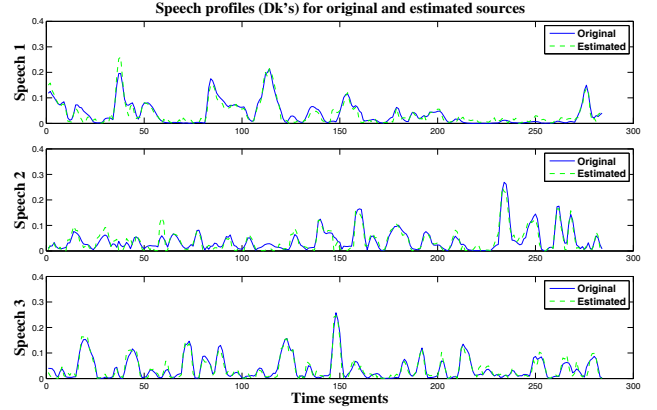 Speech profiles (Dk's) for original and estimated sources
Speech 1
0.4
0.3
0.2
0.1
0
0 50 100 150 200 250 300
Original
Estimated
Speech 2
0.4
0.3
0.2
0.1
0
0 50 100 150 200 250 300
Original
Estimated
Speech 3
0.4
0.3
0.2
0.1
0
0 50 100 150 200 250 300
Original
Estimated
Time segments